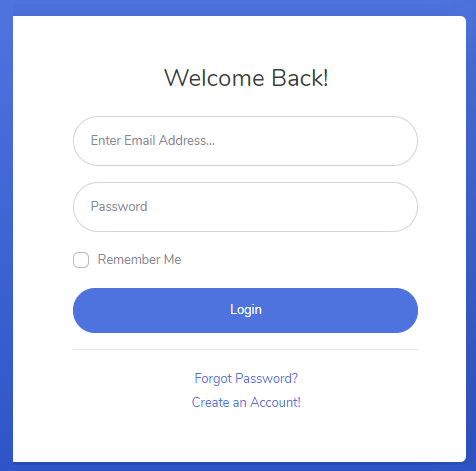 Welcome Back!
Enter Email Address...
Password
Remember Me
Login
Forgot Password?
Create an Account!